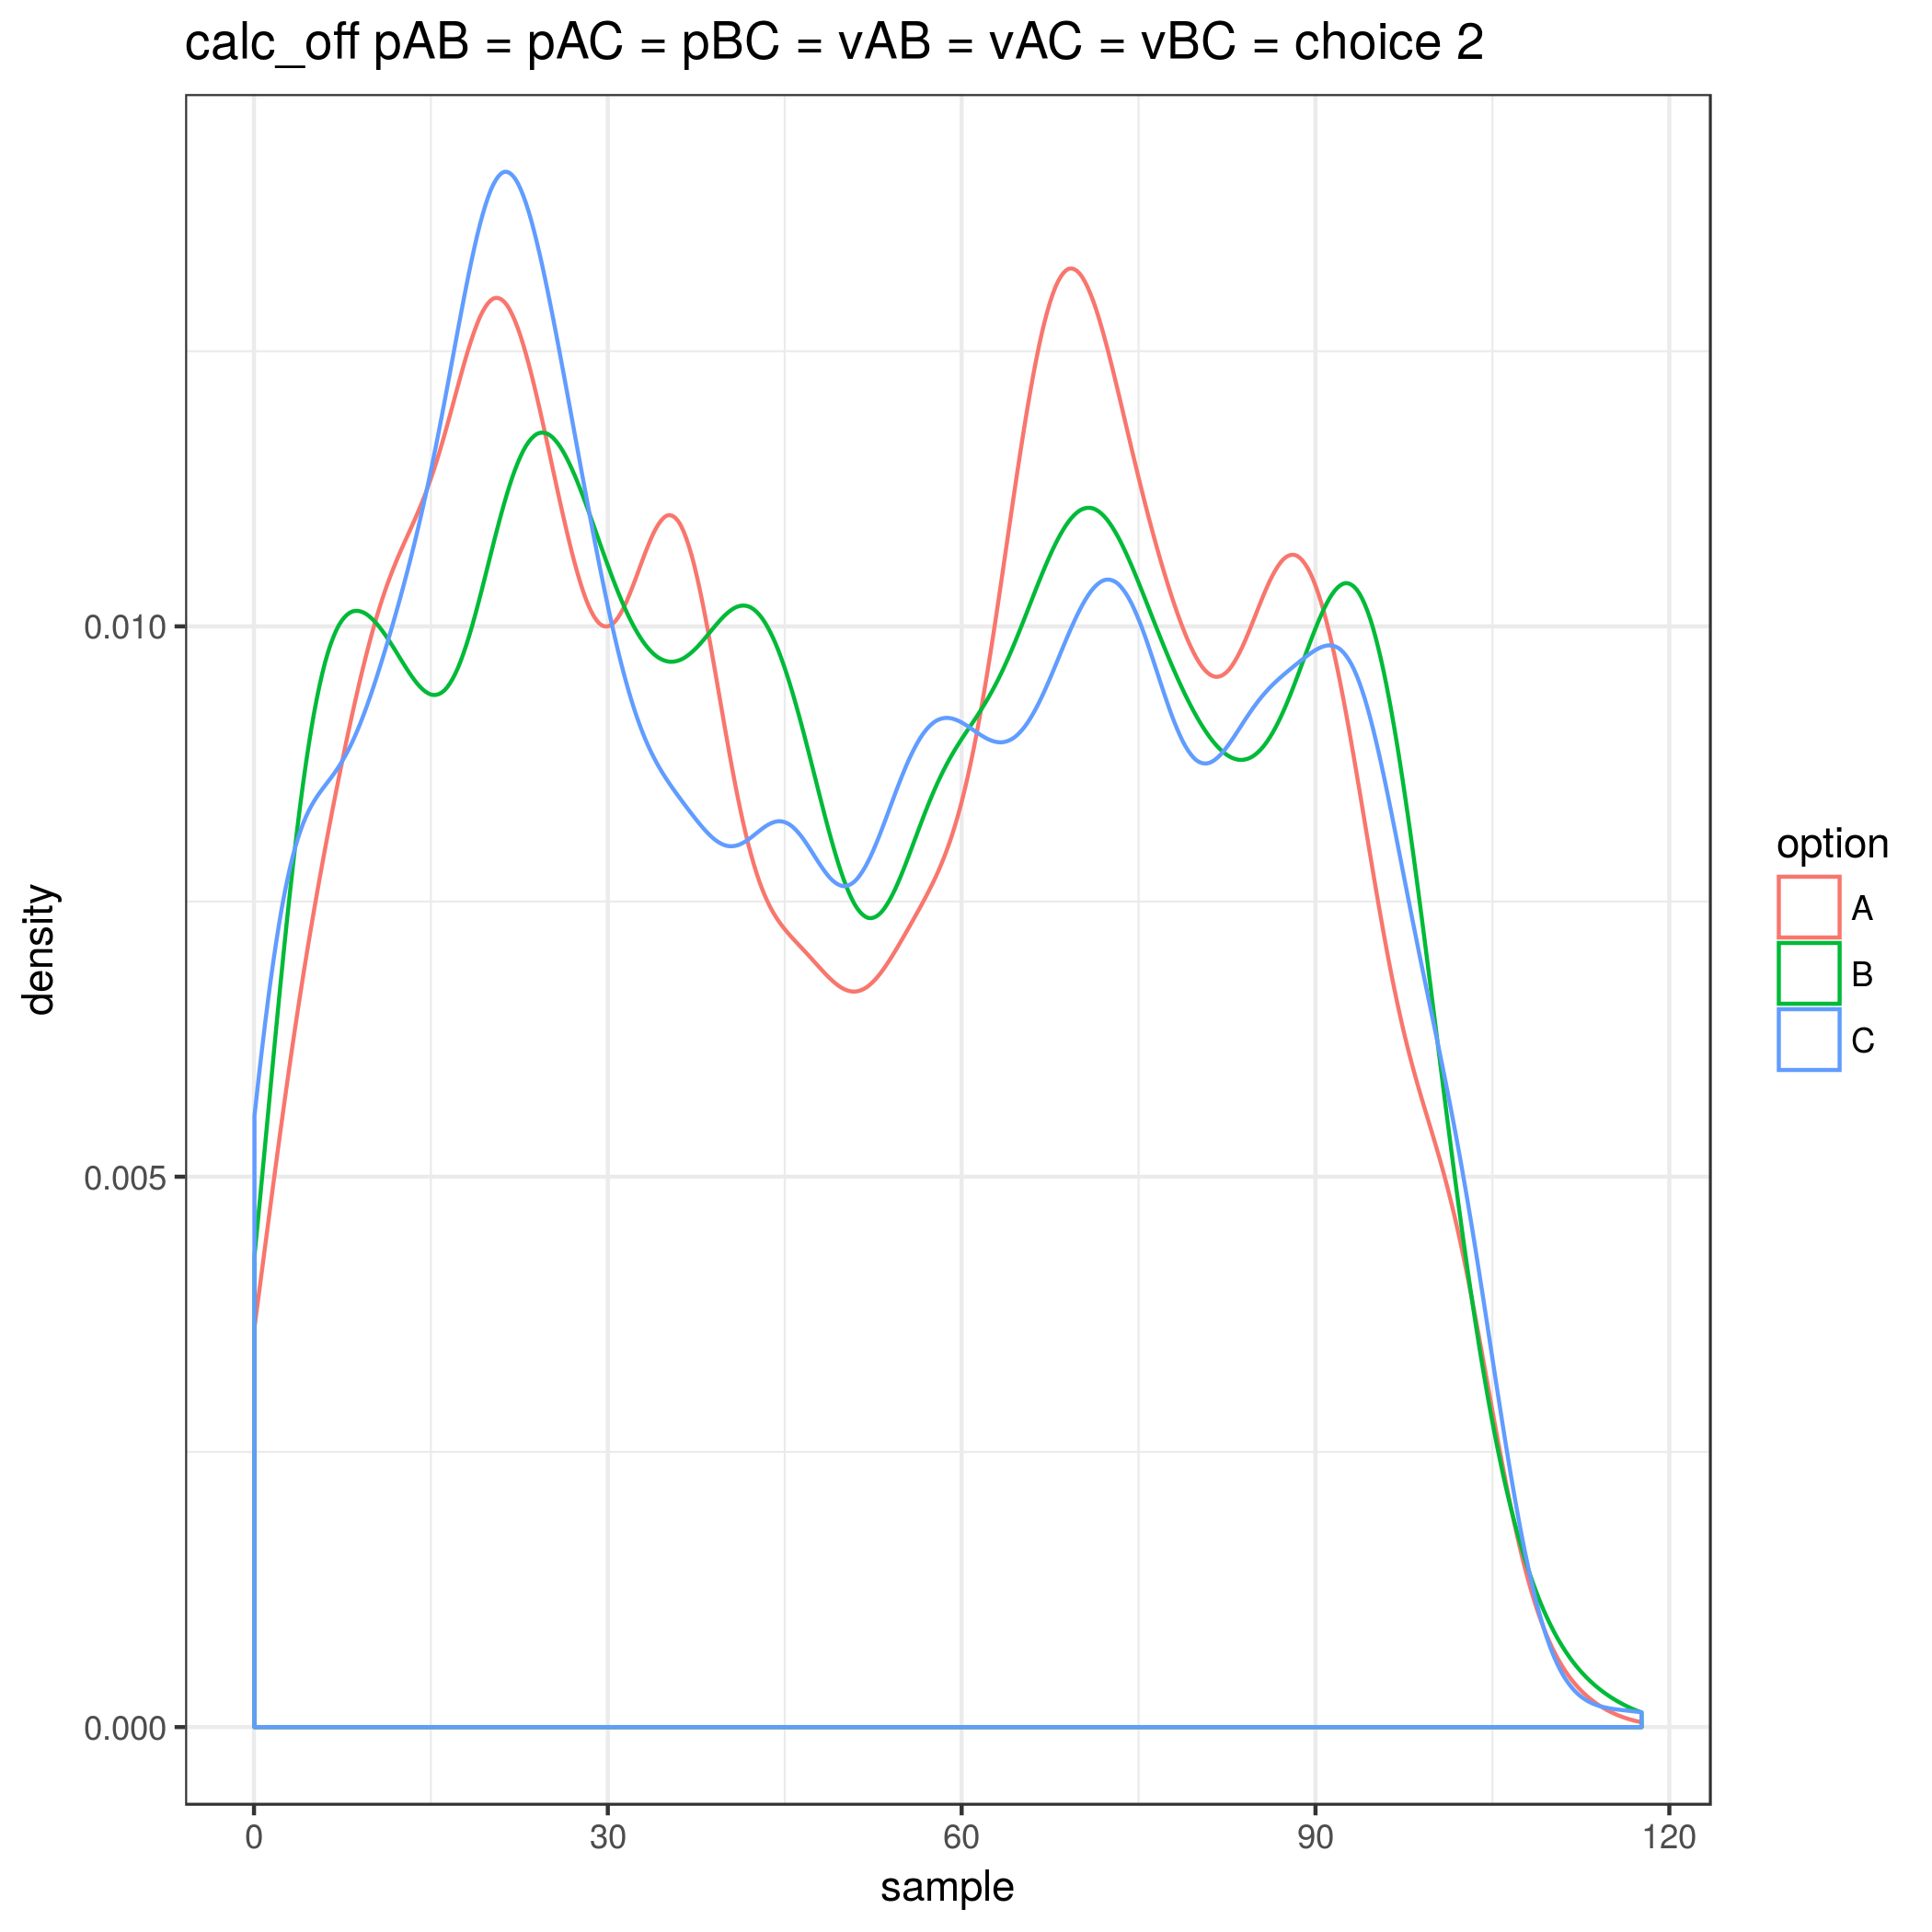 calc_off pAB = pAC = pBC = vAB = vAC = vBC = choice 2
density
0.010
0.005
0.000
0 30 60 90 120
sample
option
A
B
C